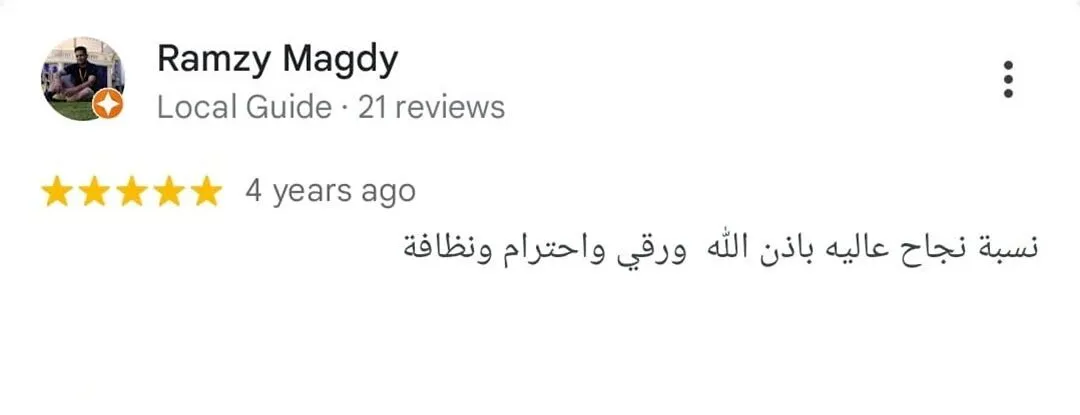 Ramzy Magdy
Local Guide · 21 reviews
4 years ago
نسبة نجاح عاليه باذن الله ورقي واحترام ونظافة